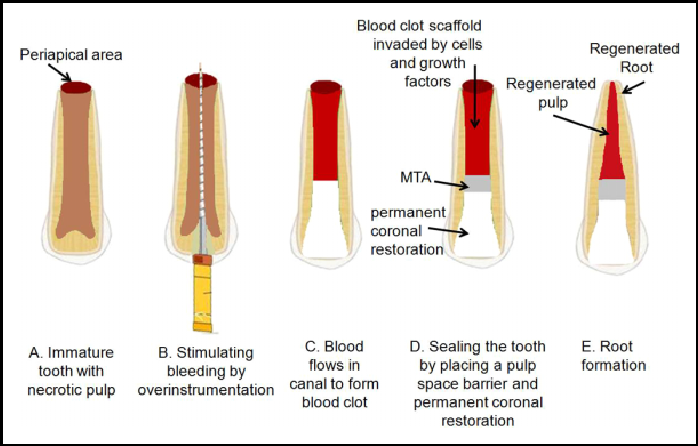 Periapical area
Blood clot scaffold
invaded by cells
and growth
factors
Regenerated
Root
Regenerated
pulp
MTA
permanent
coronal
restoration
A. Immature
tooth with
necrotic pulp
B. Stimulating
bleeding by
overinstrumentation
C. Blood
flows in
canal to form
blood clot
D. Sealing the tooth
by placing a pulp
space barrier and
permanent coronal
restoration
E. Root
formation